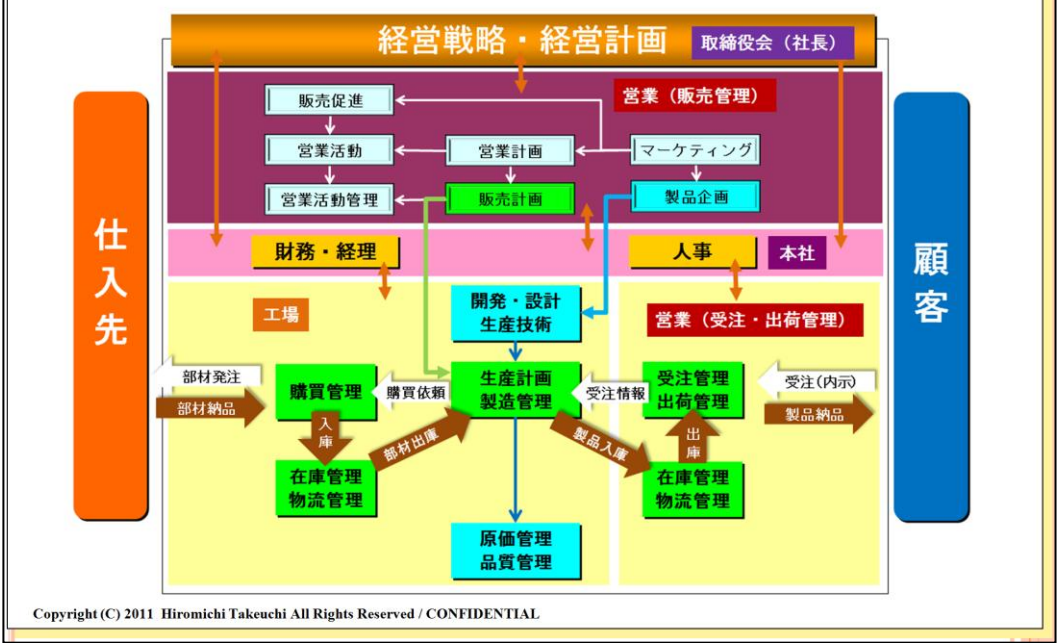 経営戦略・経営計画
取締役会（社長）
営業（販売管理）
販売促進
営業活動
営業計画
マーケティング
営業活動管理
販売計画
製品企画
仕入先
顧客
財務・経理
人事
本社
工場
開発・設計
生産技術
営業（受注・出荷管理）
部材発注
部材納品
購買管理
購買依頼
生産計画
製造管理
受注情報
受注管理
出荷管理
受注(内示)
製品納品
入庫
部材出庫
製品入庫
出庫
在庫管理
物流管理
在庫管理
物流管理
原価管理
品質管理
Copyright (C) 2011 Hiromichi Takeuchi All Rights Reserved / CONFIDENTIAL